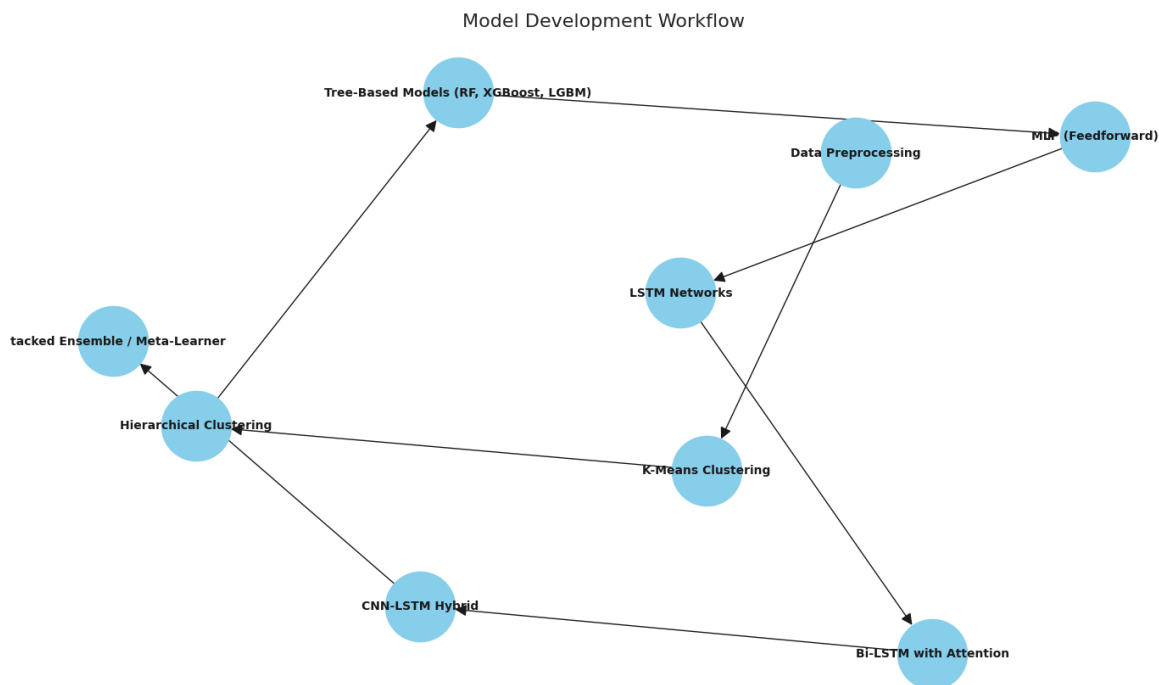 Model Development Workflow
Tree-Based Models (RF, XGBoost, LGBM)
MLP (Feedforward)
Data Preprocessing
LSTM Networks
tacked Ensemble / Meta-Learner
Hierarchical Clustering
K-Means Clustering
CNN-LSTM Hybrid
Bi-LSTM with Attention